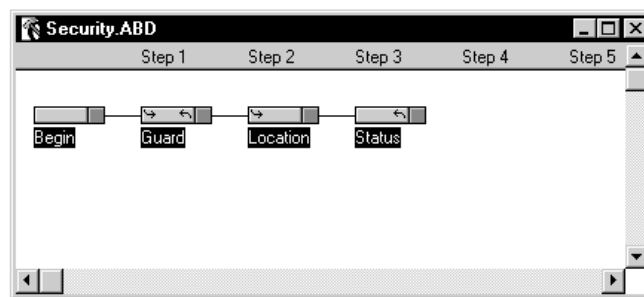 Security.ABD
Step 1 Step 2 Step 3 Step 4 Step 5
Begin Guard Location Status